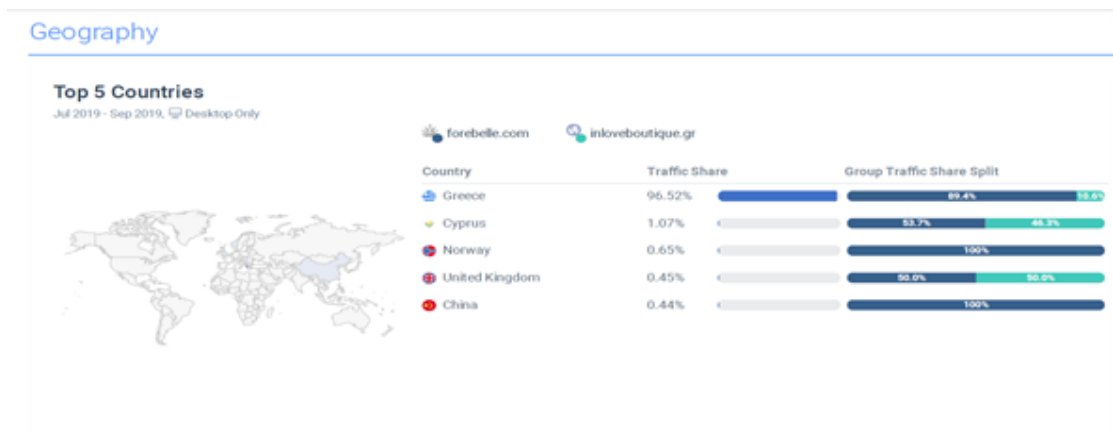 Geography
Top 5 Countries
Jul 2019 - Sep 2019, Desktop Only
forebelle.com inloveboutique.gr
Country Traffic Share Group Traffic Share Split
Greece 96.52% 89.4% 10.6%
Cyprus 1.07% 53.7% 46.3%
Norway 0.65% 100%
United Kingdom 0.45% 50.0% 50.0%
China 0.44% 100%